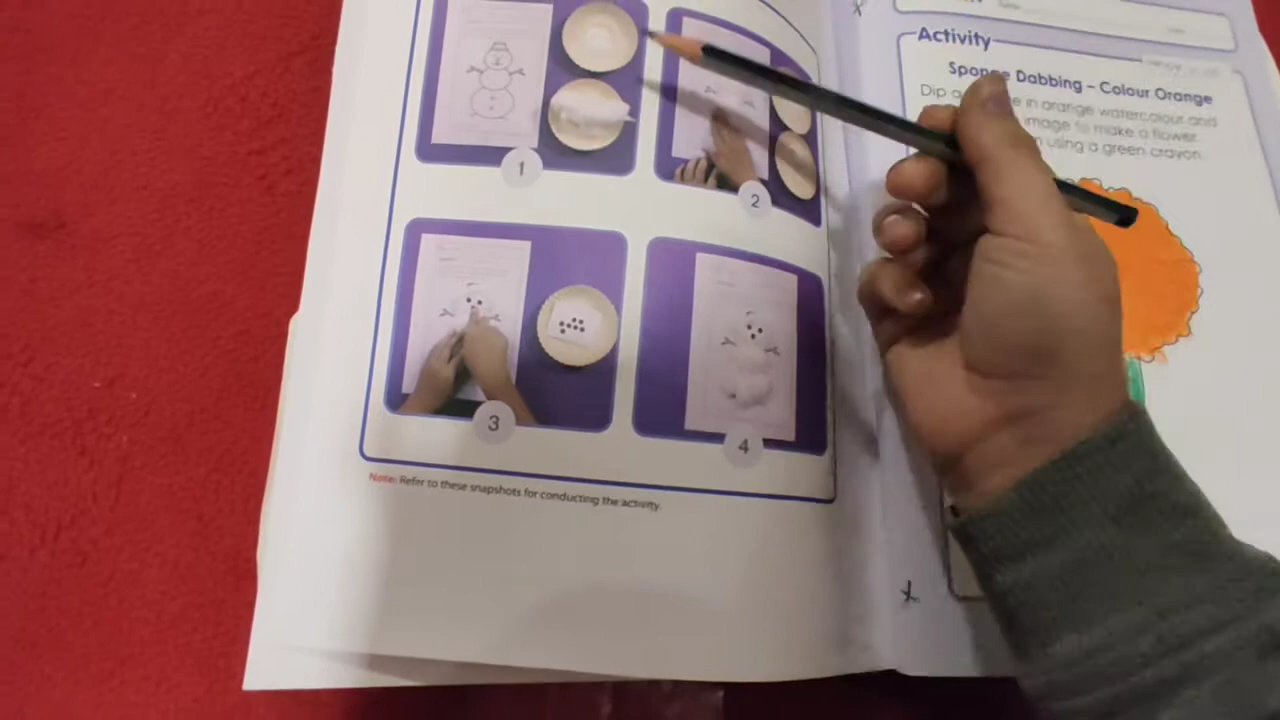 1
2
3
4
Note: Refer to these snapshots for conducting the activity.
Activity
Sponge Dabbing – Colour Orange
Dip a in orange watercolour and
image to make a flower.
using a green crayon.